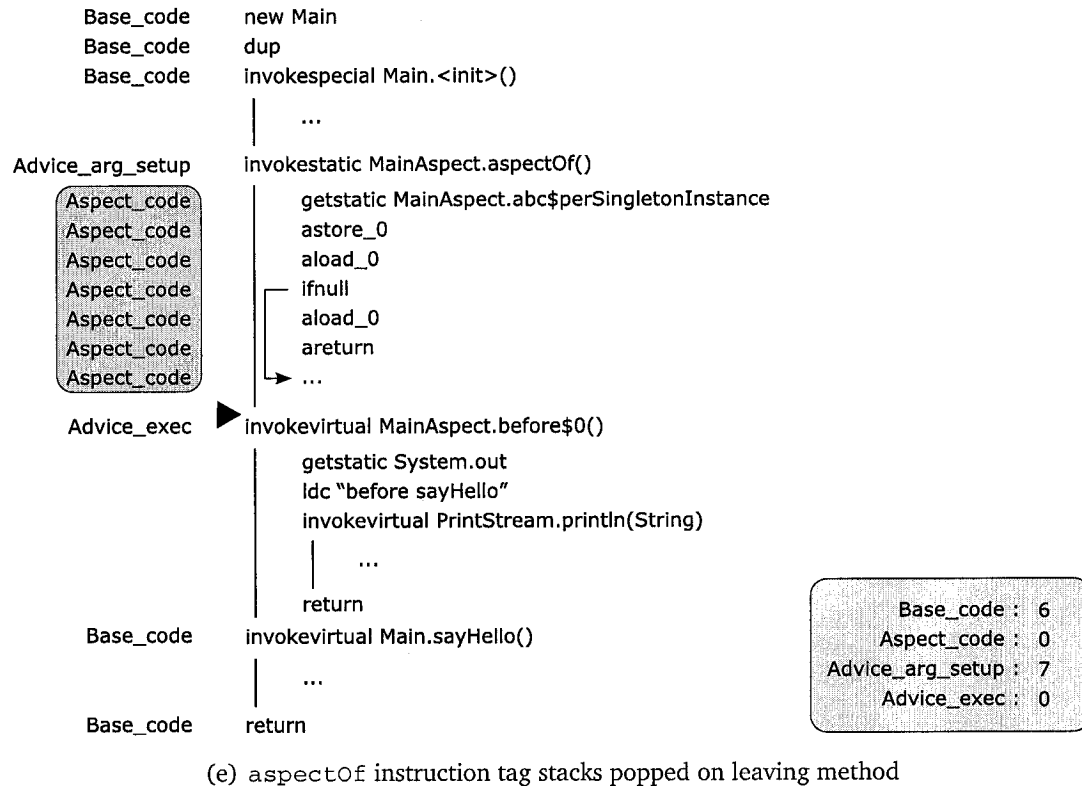 Base_code new Main
Base_code dup
Base_code invokespecial Main.<init>()
...
Advice_arg_setup invokestatic MainAspect.aspectOf()
Aspect_code getstatic MainAspect.abc$perSingletonInstance
Aspect_code astore_0
Aspect_code aload_0
Aspect_code ifnull
Aspect_code aload_0
Aspect_code areturn
Aspect_code ...
Advice_exec invokevirtual MainAspect.before$0()
getstatic System.out
ldc “before sayHello”
invokevirtual PrintStream.println(String)
...
return
Base_code invokevirtual Main.sayHello()
...
Base_code return
Base_code : 6
Aspect_code : 0
Advice_arg_setup : 7
Advice_exec : 0
(e) aspectOf instruction tag stacks popped on leaving method